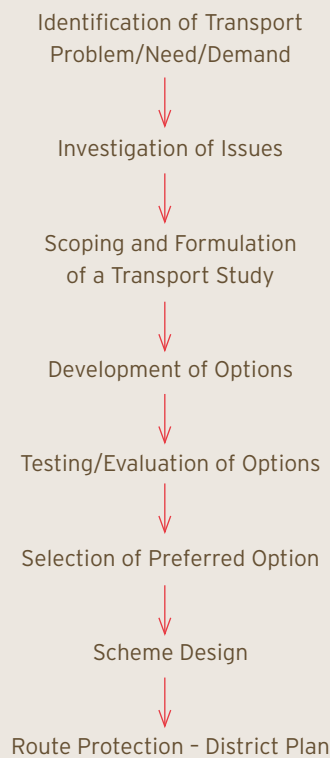 Identification of Transport
Problem/Need/Demand
Investigation of Issues
Scoping and Formulation
of a Transport Study
Development of Options
Testing/Evaluation of Options
Selection of Preferred Option
Scheme Design
Route Protection – District Plan